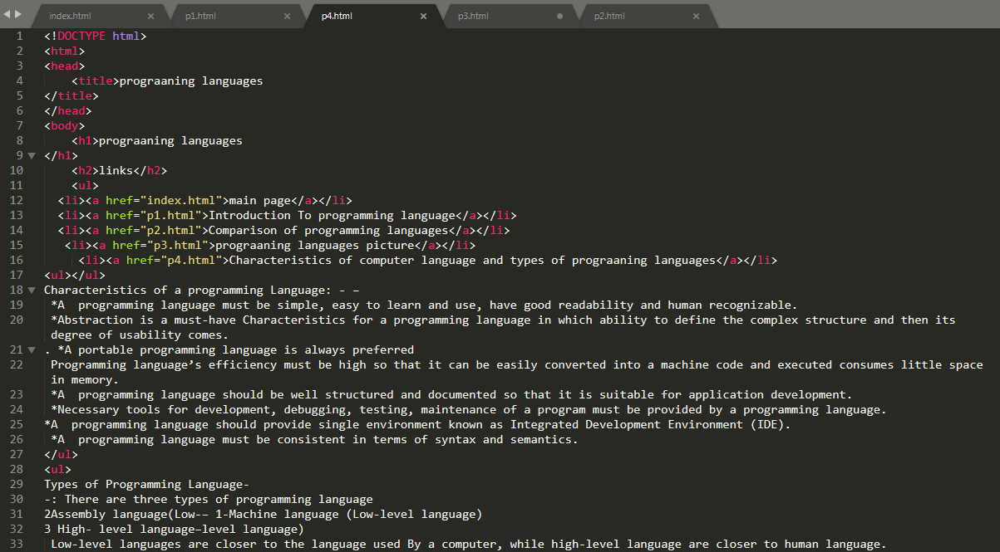 index.html × p1.html × p4.html × p3.html p2.html ×
1 <!DOCTYPE html>
2 <html>
3 <head>
4 <title>prograaning languages
5 </title>
6 </head>
7 <body>
8 <h1>prograaning languages
9 </h1>
10 <h2>links</h2>
11 <ul>
12 <li><a href="index.html">main page</a></li>
13 <li><a href="p1.html">Introduction To programming language</a></li>
14 <li><a href="p2.html">Comparison of programming languages</a></li>
15 <li><a href="p3.html">prograaning languages picture</a></li>
16 <li><a href="p4.html">Characteristics of computer language and types of prograaning languages</a></li>
17 <ul></ul>
18 Characteristics of a programming Language: - –
19 *A  programming language must be simple, easy to learn and use, have good readability and human recognizable.
20 *Abstraction is a must-have Characteristics for a programming language in which ability to define the complex structure and then its
degree of usability comes.
21 . *A portable programming language is always preferred
22 Programming language’s efficiency must be high so that it can be easily converted into a machine code and executed consumes little space
in memory.
23 *A  programming language should be well structured and documented so that it is suitable for application development.
24 *Necessary tools for development, debugging, testing, maintenance of a program must be provided by a programming language.
25 *A  programming language should provide single environment known as Integrated Development Environment (IDE).
26 *A  programming language must be consistent in terms of syntax and semantics.
27 </ul>
28 <ul>
29 Types of Programming Language-
30 -: There are three types of programming language
31 2Assembly language(Low-– 1-Machine language (Low-level language)
32 3 High- level language–level language)
33 Low-level languages are closer to the language used By a computer, while high-level language are closer to human language.